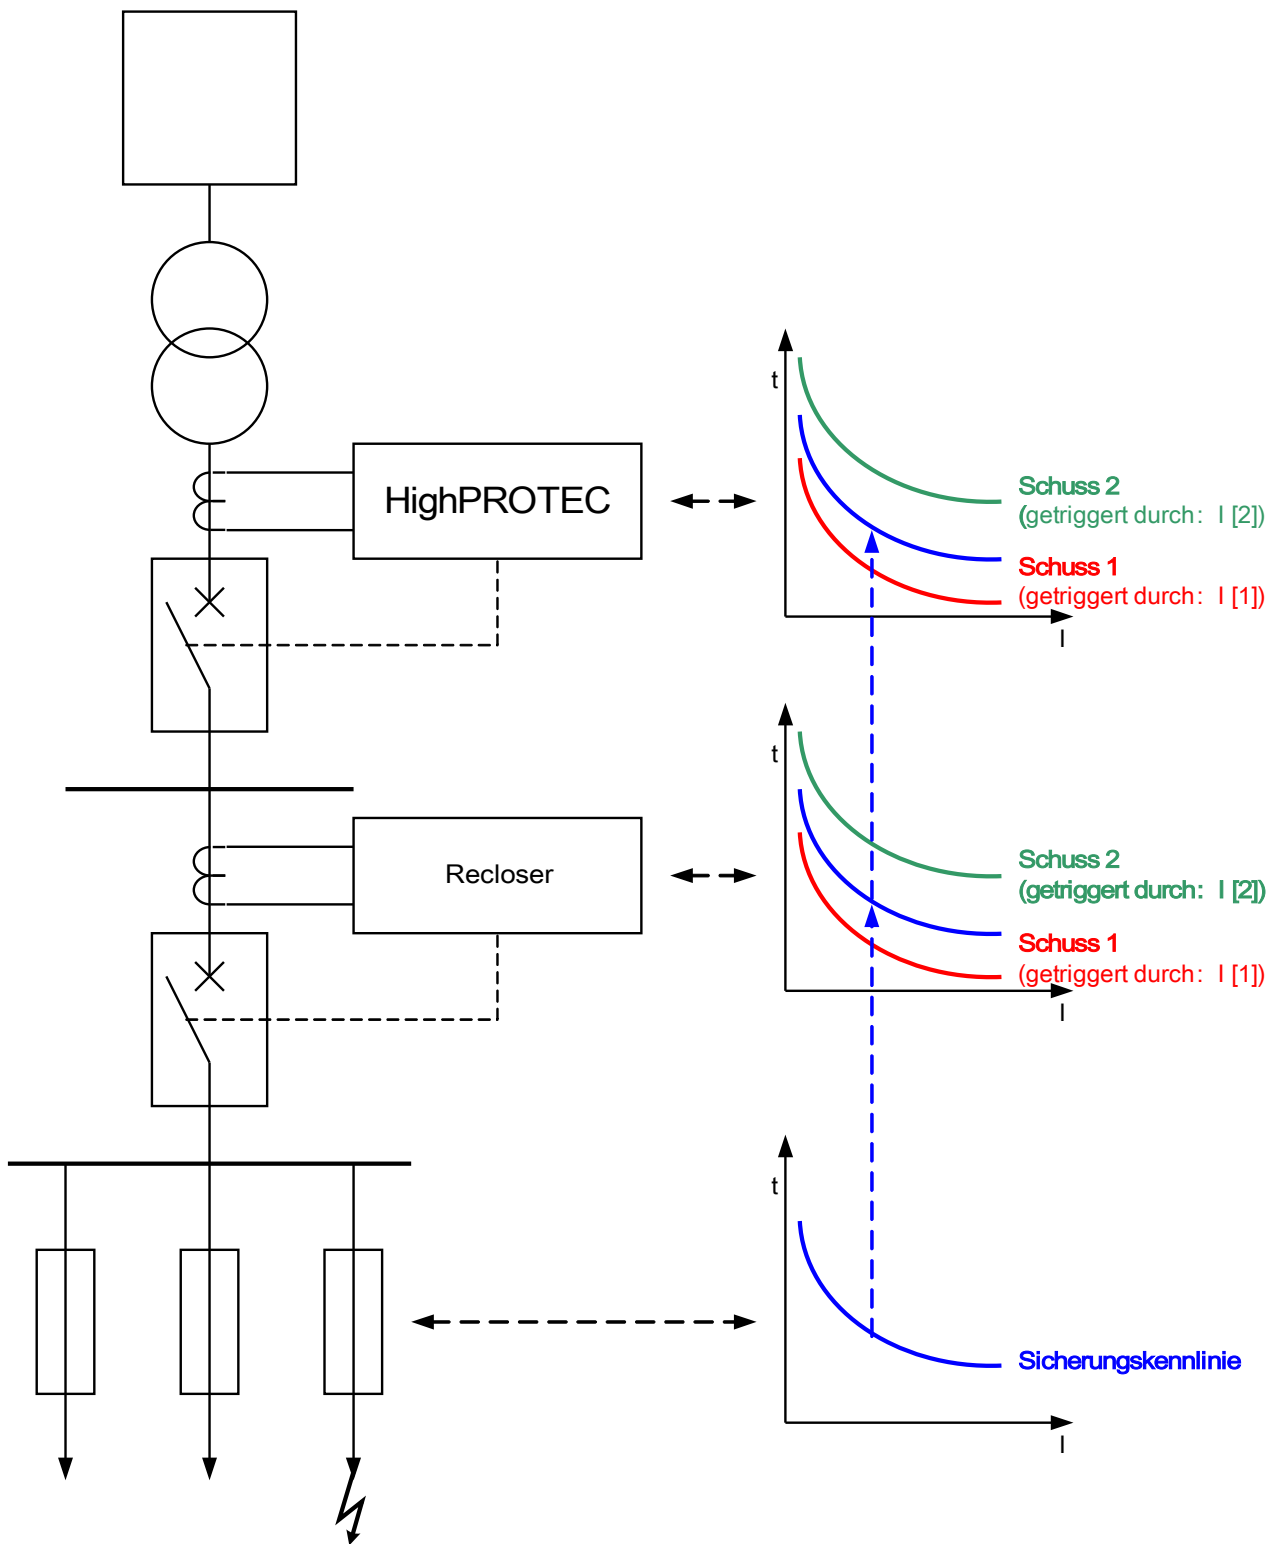 t
HighPROTEC
Schuss 2
(getriggert durch: I [2])
Schuss 1
(getriggert durch: I [1])
I
t
Recloser
Schuss 2
(getriggert durch: I [2])
Schuss 1
(getriggert durch: I [1])
I
t
Sicherungskennlinie
I